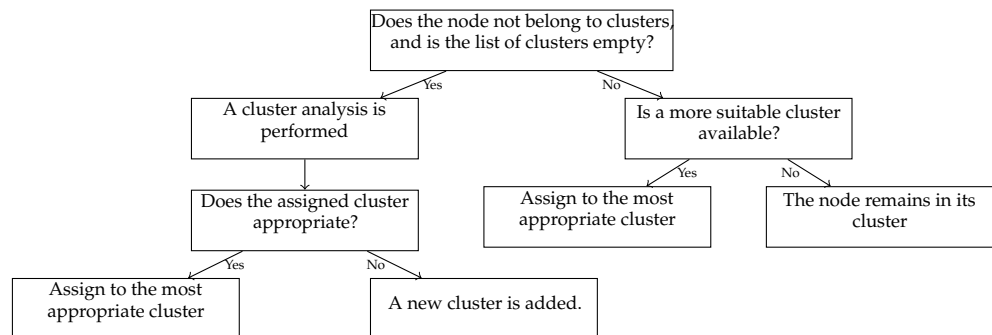 Does the node not belong to clusters,
and is the list of clusters empty?
Yes
No
A cluster analysis is
performed
Is a more suitable cluster
available?
Yes
No
Does the assigned cluster
appropriate?
Assign to the most
appropriate cluster
The node remains in its
cluster
Yes
No
Assign to the most
appropriate cluster
A new cluster is added.